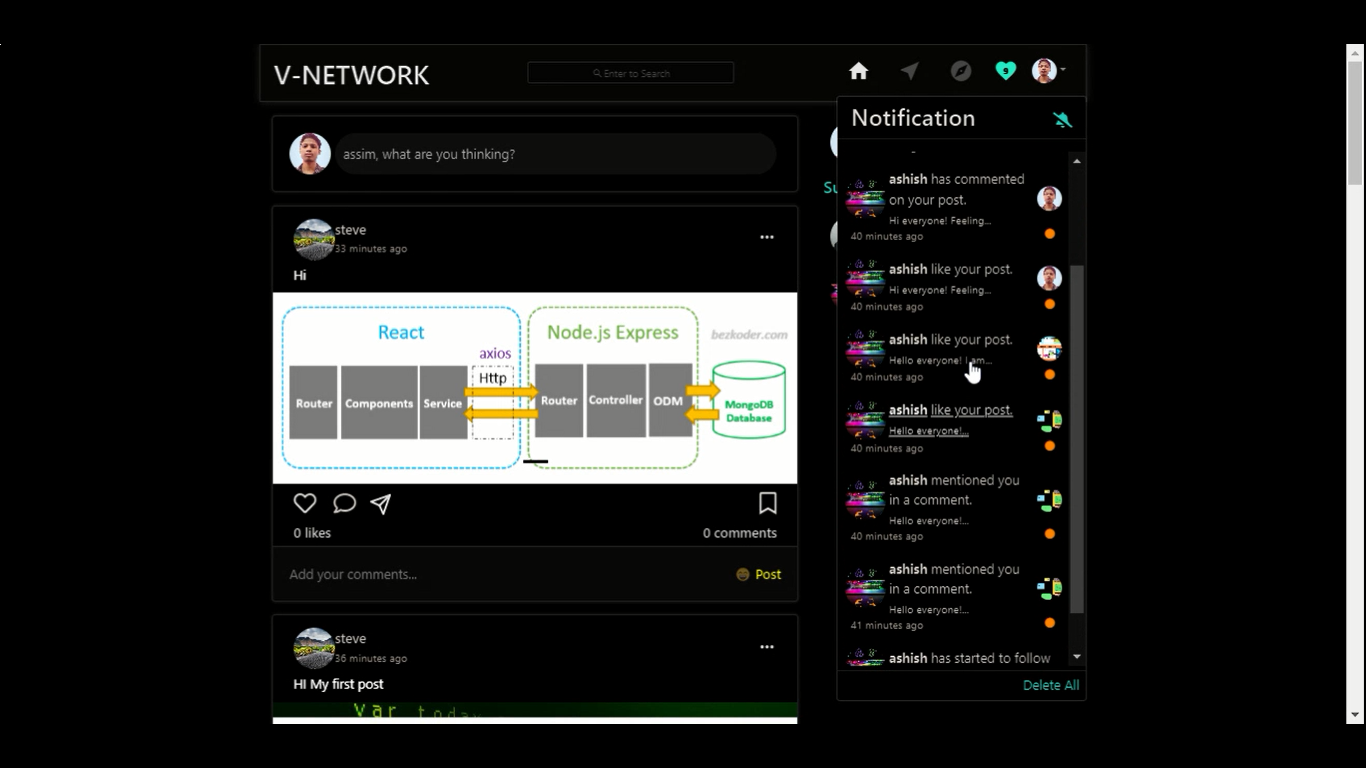 V-NETWORK
Enter to Search
9
assim, what are you thinking?
steve
33 minutes ago
Hi
React
Node.js Express
bezkoder.com
axios
Http
Router
Components
Service
Router
Controller
ODM
MongoDB
Database
0 likes
0 comments
Add your comments...
Post
steve
36 minutes ago
HI My first post
var today
Su
Notification
ashish has commented
on your post.
Hi everyone! Feeling...
40 minutes ago
ashish like your post.
Hi everyone! Feeling...
40 minutes ago
ashish like your post.
Hello everyone! I am...
40 minutes ago
ashish like your post.
Hello everyone!...
40 minutes ago
ashish mentioned you
in a comment.
Hello everyone!...
40 minutes ago
ashish mentioned you
in a comment.
Hello everyone!...
41 minutes ago
ashish has started to follow
Delete All